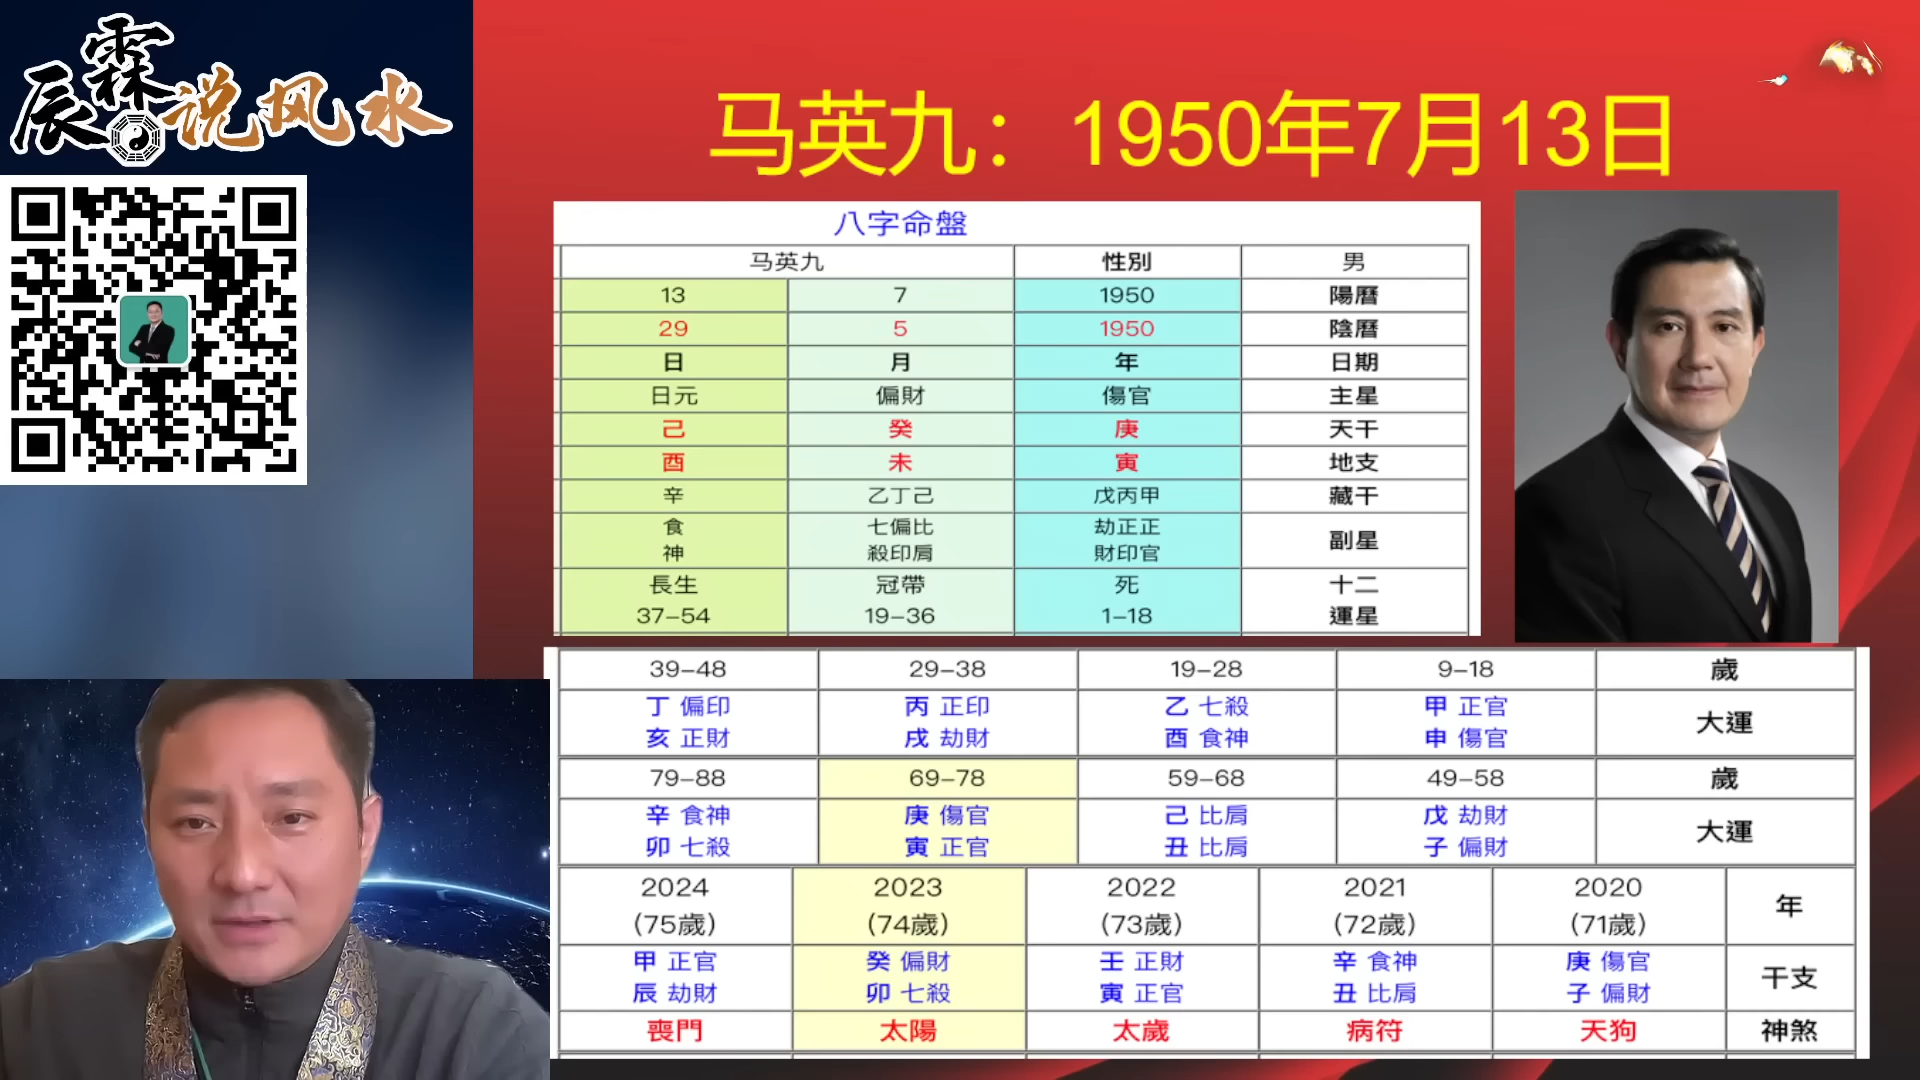 辰霖说风水
马英九：1950年7月13日
八字命盤
马英九 性別 男
13 7 1950 陽曆
29 5 1950 陰曆
日 月 年 日期
日元 偏財 傷官 主星
己 癸 庚 天干
酉 未 寅 地支
辛 乙丁己 戊丙甲 藏干
食 七偏比 劫正正 副星
神 殺印肩 財印官
長生 冠帶 死 十二
37–54 19–36 1–18 運星
39–48 29–38 19–28 9–18 歲
丁 偏印 丙 正印 乙 七殺 甲 正官 大運
亥 正財 戌 劫財 酉 食神 申 傷官
79–88 69–78 59–68 49–58 歲
辛 食神 庚 傷官 己 比肩 戊 劫財 大運
卯 七殺 寅 正官 丑 比肩 子 偏財
2024 2023 2022 2021 2020 年
(75歲) (74歲) (73歲) (72歲) (71歲)
甲 正官 癸 偏財 壬 正財 辛 食神 庚 傷官 干支
辰 劫財 卯 七殺 寅 正官 丑 比肩 子 偏財
喪門 太陽 太歲 病符 天狗 神煞